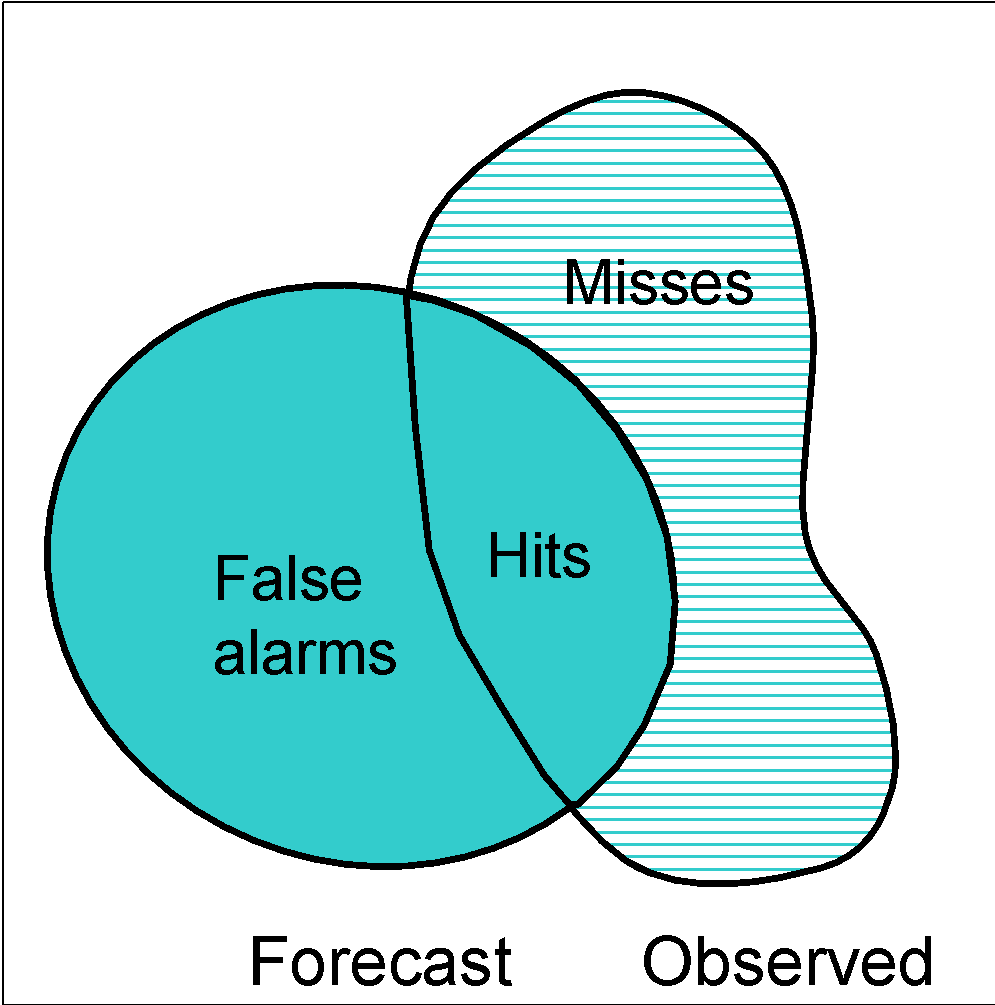 Misses
Hits
False
alarms
Forecast
Observed